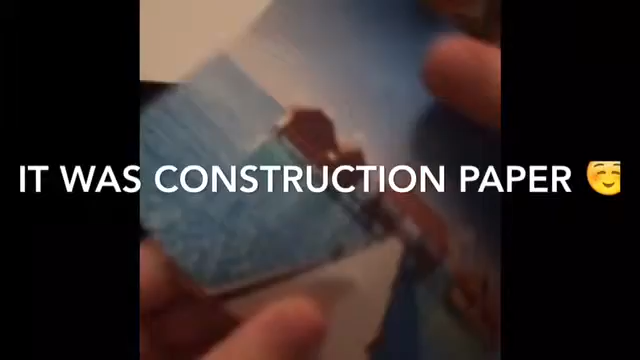 IT WAS CONSTRUCTION PAPER ☺️